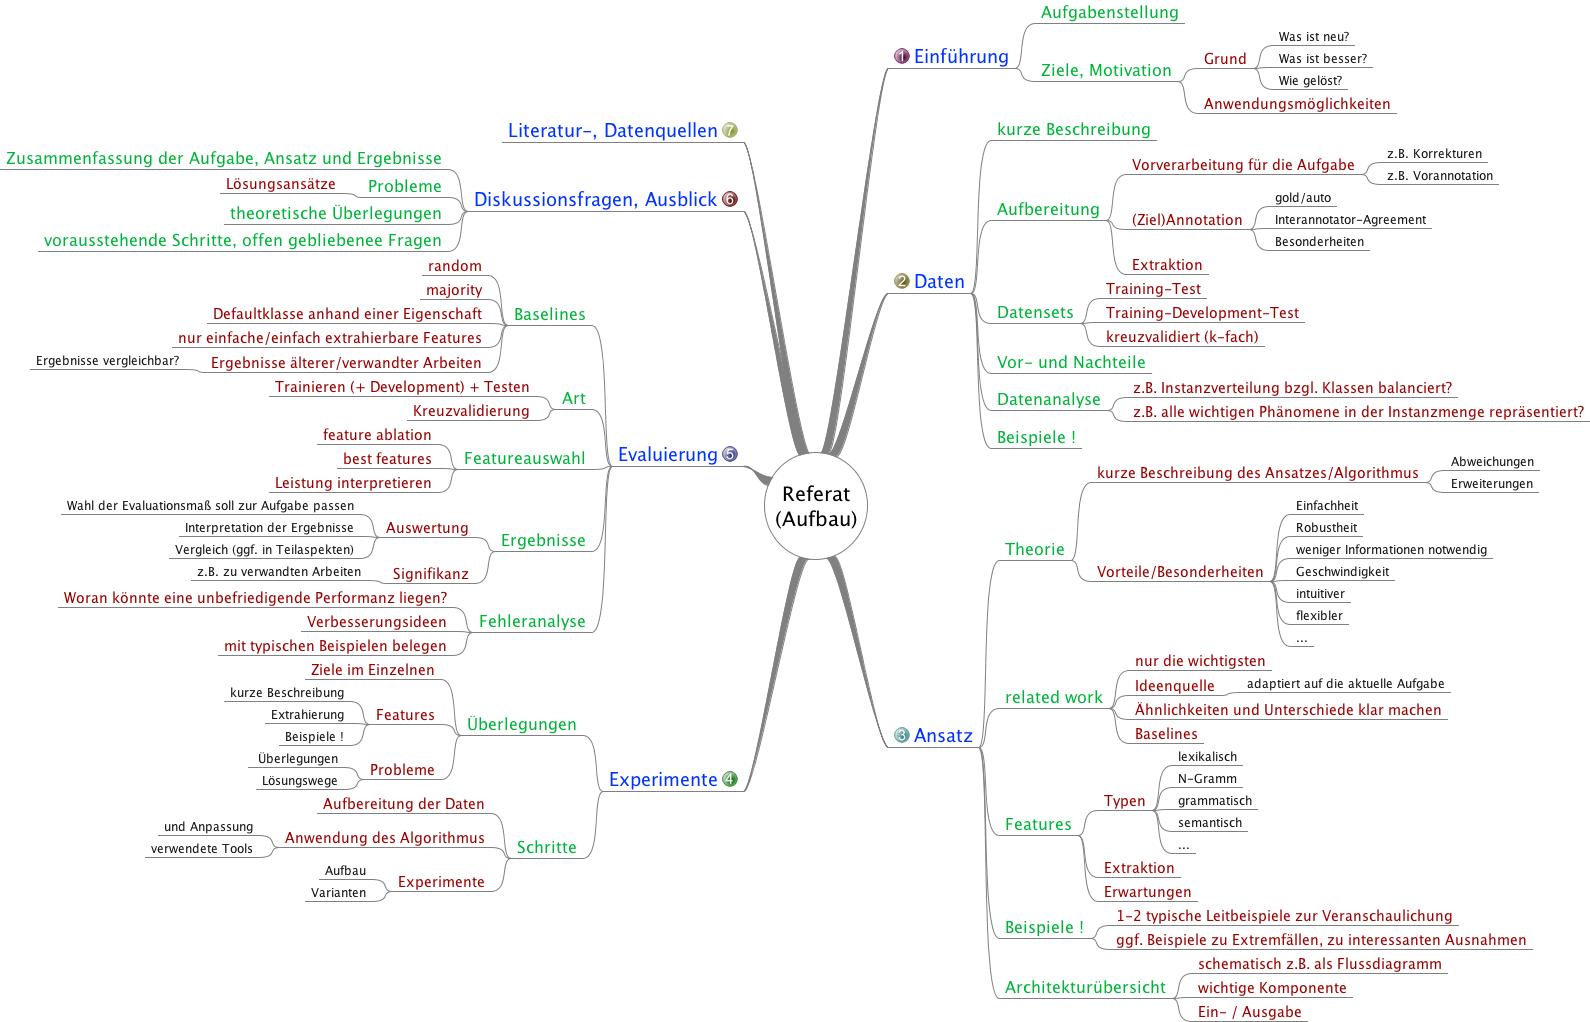 Referat
(Aufbau)
1 Einführung
Aufgabenstellung
Ziele, Motivation
Grund
Was ist neu?
Was ist besser?
Wie gelöst?
Anwendungsmöglichkeiten
2 Daten
kurze Beschreibung
Aufbereitung
Vorverarbeitung für die Aufgabe
z.B. Korrekturen
z.B. Vorannotation
(Ziel)Annotation
gold/auto
Interannotator-Agreement
Besonderheiten
Extraktion
Datensets
Training-Test
Training-Development-Test
kreuzvalidiert (k-fach)
Vor- und Nachteile
Datenanalyse
z.B. Instanzverteilung bzgl. Klassen balanciert?
z.B. alle wichtigen Phänomene in der Instanzmenge repräsentiert?
Beispiele !
3 Ansatz
Theorie
kurze Beschreibung des Ansatzes/Algorithmus
Abweichungen
Erweiterungen
Vorteile/Besonderheiten
Einfachheit
Robustheit
weniger Informationen notwendig
Geschwindigkeit
intuitiver
flexibler
...
related work
nur die wichtigsten
Ideenquelle
adaptiert auf die aktuelle Aufgabe
Ähnlichkeiten und Unterschiede klar machen
Baselines
Features
Typen
lexikalisch
N-Gramm
grammatisch
semantisch
...
Extraktion
Erwartungen
Beispiele !
1-2 typische Leitbeispiele zur Veranschaulichung
ggf. Beispiele zu Extremfällen, zu interessanten Ausnahmen
Architekturübersicht
schematisch z.B. als Flussdiagramm
wichtige Komponente
Ein- / Ausgabe
Experimente 4
Überlegungen
Ziele im Einzelnen
Features
kurze Beschreibung
Extrahierung
Beispiele !
Probleme
Überlegungen
Lösungswege
Schritte
Aufbereitung der Daten
Anwendung des Algorithmus
und Anpassung
verwendete Tools
Experimente
Aufbau
Varianten
Evaluierung 5
Baselines
random
majority
Defaultklasse anhand einer Eigenschaft
nur einfache/einfach extrahierbare Features
Ergebnisse älterer/verwandter Arbeiten
Ergebnisse vergleichbar?
Art
Trainieren (+ Development) + Testen
Kreuzvalidierung
Featureauswahl
feature ablation
best features
Leistung interpretieren
Ergebnisse
Auswertung
Wahl der Evaluationsmaß soll zur Aufgabe passen
Interpretation der Ergebnisse
Vergleich (ggf. in Teilaspekten)
Signifikanz
z.B. zu verwandten Arbeiten
Fehleranalyse
Woran könnte eine unbefriedigende Performanz liegen?
Verbesserungsideen
mit typischen Beispielen belegen
Diskussionsfragen, Ausblick 6
Zusammenfassung der Aufgabe, Ansatz und Ergebnisse
Probleme
Lösungsansätze
theoretische Überlegungen
vorausstehende Schritte, offen gebliebenee Fragen
Literatur-, Datenquellen 7